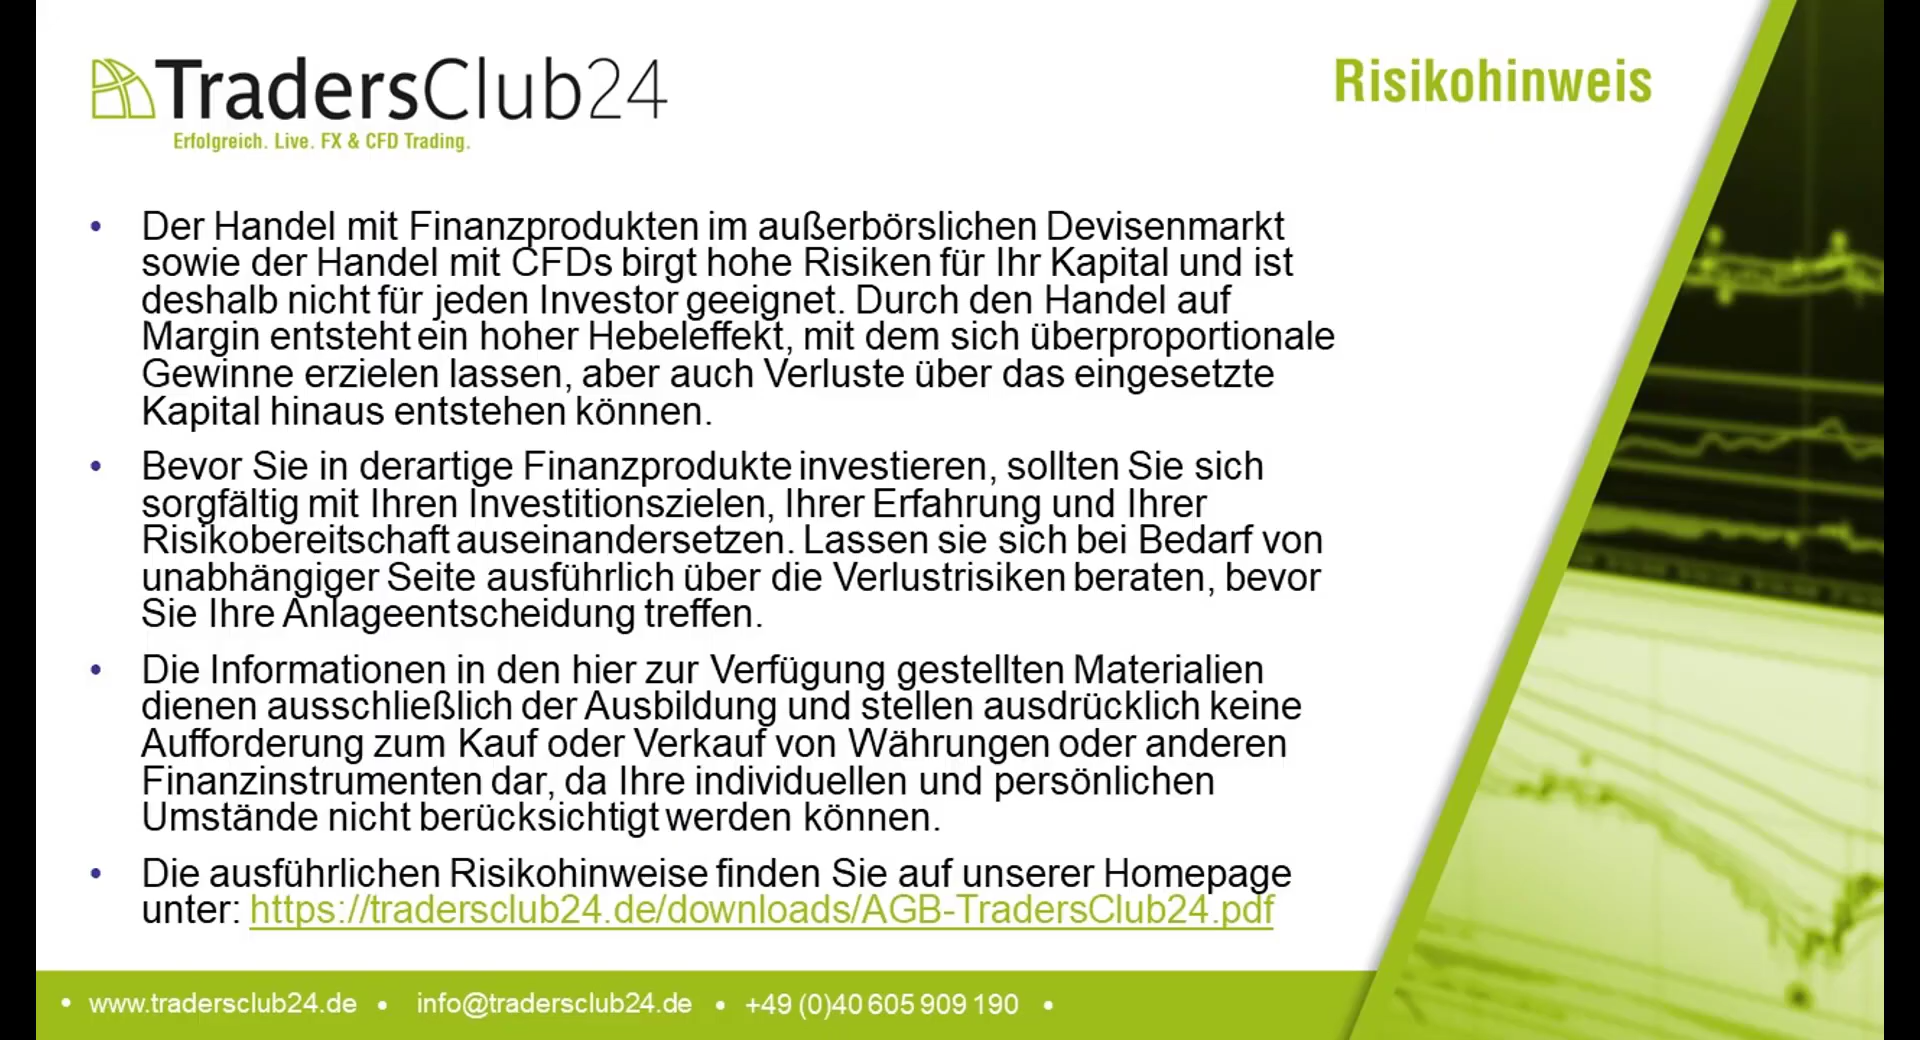 TradersClub24
Risikohinweis
Erfolgreich. Live. FX & CFD Trading.
• Der Handel mit Finanzprodukten im außerbörslichen Devisenmarkt
sowie der Handel mit CFDs birgt hohe Risiken für Ihr Kapital und ist
deshalb nicht für jeden Investor geeignet. Durch den Handel auf
Margin entsteht ein hoher Hebeleffekt, mit dem sich überproportionale
Gewinne erzielen lassen, aber auch Verluste über das eingesetzte
Kapital hinaus entstehen können.
• Bevor Sie in derartige Finanzprodukte investieren, sollten Sie sich
sorgfältig mit Ihren Investitionszielen, Ihrer Erfahrung und Ihrer
Risikobereitschaft auseinandersetzen. Lassen sie sich bei Bedarf von
unabhängiger Seite ausführlich über die Verlustrisiken beraten, bevor
Sie Ihre Anlageentscheidung treffen.
• Die Informationen in den hier zur Verfügung gestellten Materialien
dienen ausschließlich der Ausbildung und stellen ausdrücklich keine
Aufforderung zum Kauf oder Verkauf von Währungen oder anderen
Finanzinstrumenten dar, da Ihre individuellen und persönlichen
Umstände nicht berücksichtigt werden können.
• Die ausführlichen Risikohinweise finden Sie auf unserer Homepage
unter: https://tradersclub24.de/downloads/AGB-TradersClub24.pdf
• www.tradersclub24.de • info@tradersclub24.de • +49 (0)40 605 909 190 •